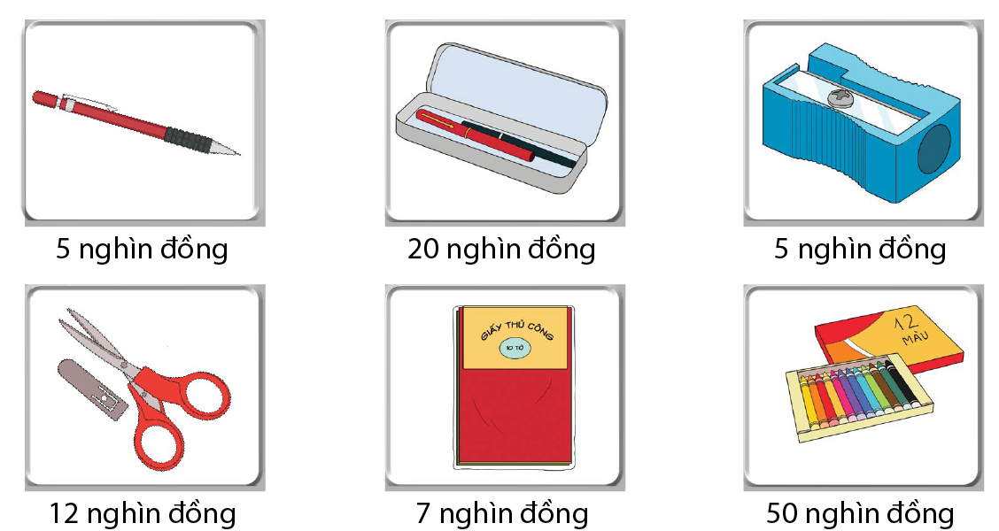 5 nghìn đồng
20 nghìn đồng
5 nghìn đồng
GIẤY THỦ CÔNG
10 TỜ
12
MÀU
12 nghìn đồng
7 nghìn đồng
50 nghìn đồng